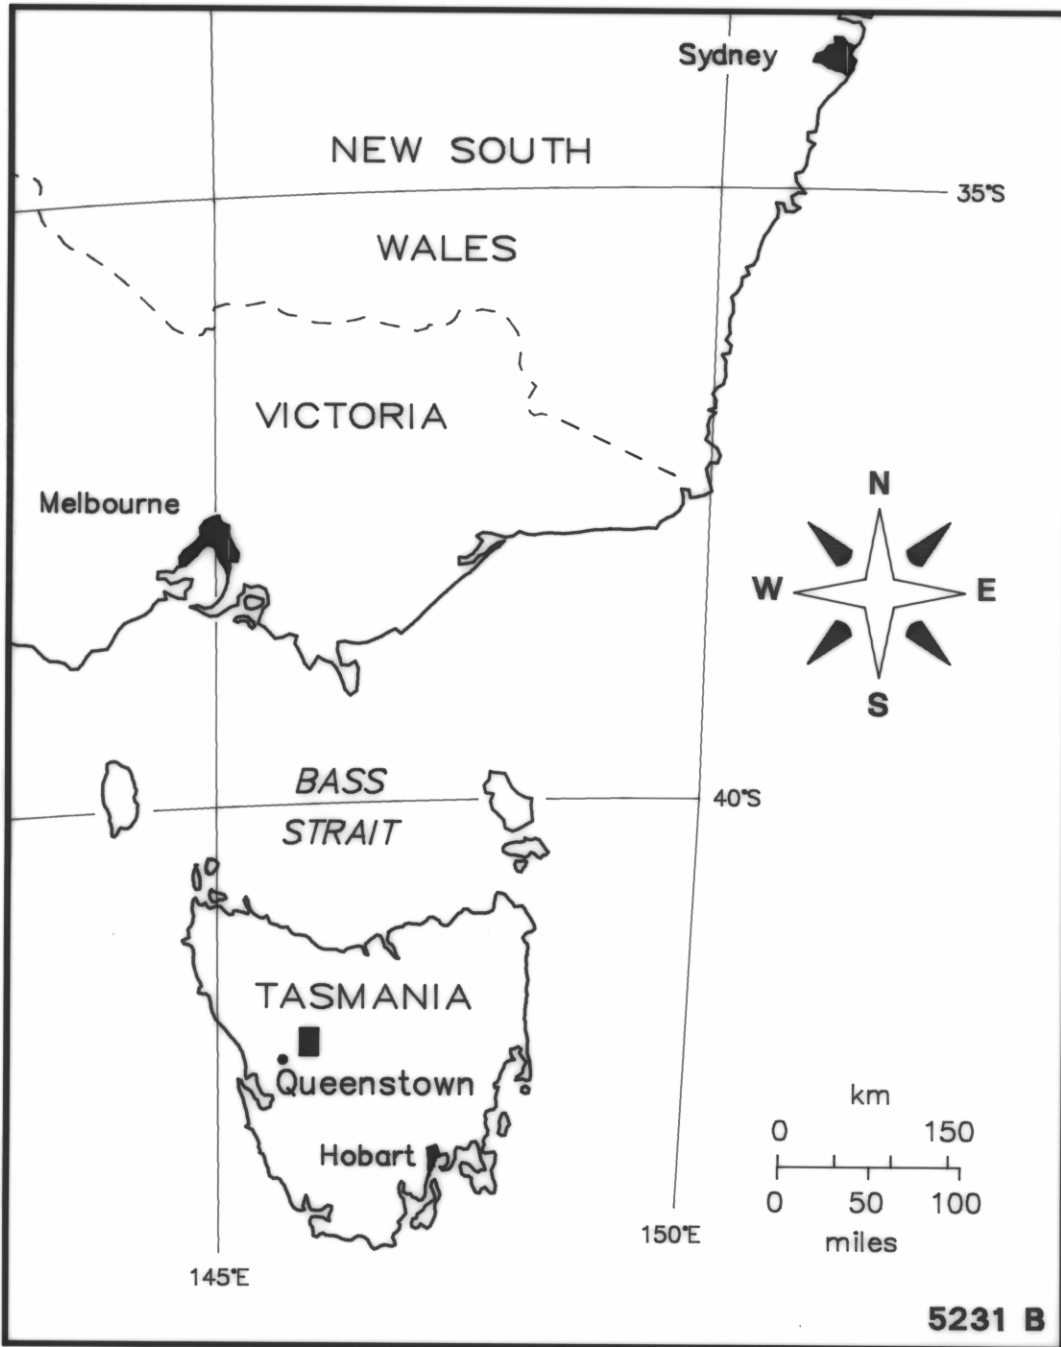 Sydney
NEW SOUTH
35°S
WALES
VICTORIA
Melbourne
N
W
E
S
BASS
40°S
STRAIT
TASMANIA
Queenstown
km
0 150
Hobart
0 50 100
miles
150°E
145°E
5231 B